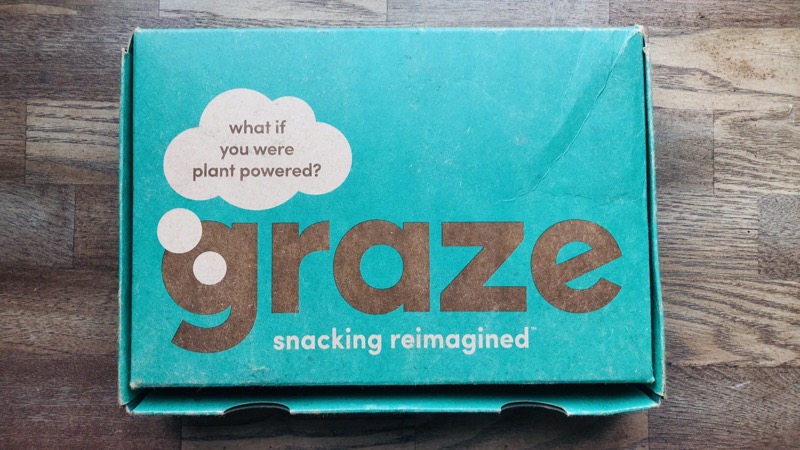 what if
you were
plant powered?
graze
snacking reimagined™